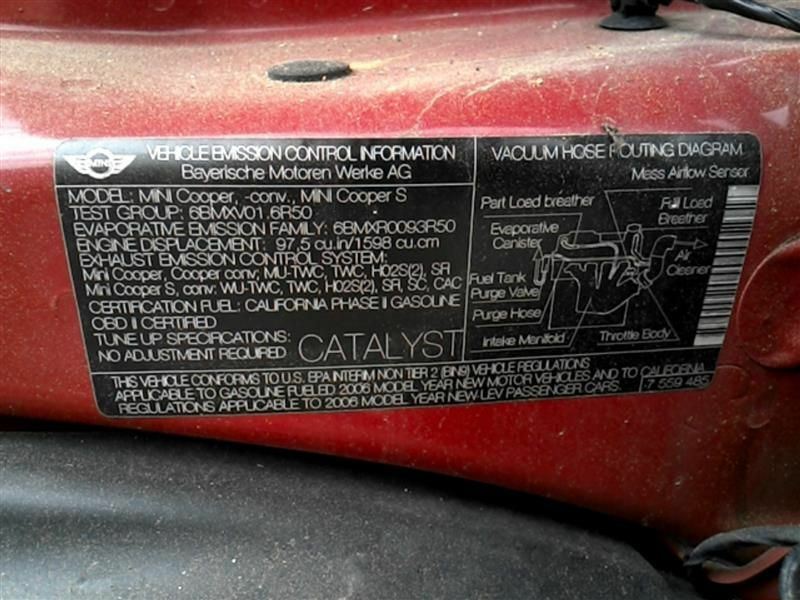 MINI
VEHICLE EMISSION CONTROL INFORMATION
Bayerische Motoren Werke AG
MODEL: MINI Cooper, -conv., MINI Cooper S
TEST GROUP: 6BMXV01.6R50
EVAPORATIVE EMISSION FAMILY: 6BMXR0093R50
ENGINE DISPLACEMENT: 97,5 cu.in/1598 cu.cm
EXHAUST EMISSION CONTROL SYSTEM:
Mini Cooper, Cooper conv; MU-TWC, TWC, H02S(2), SR
Mini Cooper S, conv: WU-TWC, TWC, H02S(2), SR, SC, CAC
CERTIFICATION FUEL: CALIFORNIA PHASE II GASOLINE
OBD II CERTIFIED
TUNE UP SPECIFICATIONS:
NO ADJUSTMENT REQUIRED
CATALYST
VACUUM HOSE ROUTING DIAGRAM
Mass Airflow Sensor
Part Load breather
Full Load
Breather
Evaporative
Canister
Air
Cleaner
Fuel Tank
Purge Valve
Purge Hose
Intake Manifold
Throttle Body
THIS VEHICLE CONFORMS TO U.S. EPA INTERIM NON TIER 2 (BIN9) VEHICLE REGULATIONS
APPLICABLE TO GASOLINE FUELED 2006 MODEL YEAR NEW MOTOR VEHICLES AND TO CALIFORNIA
REGULATIONS APPLICABLE TO 2006 MODEL YEAR NEW LEV PASSENGER CARS.
7 559 485